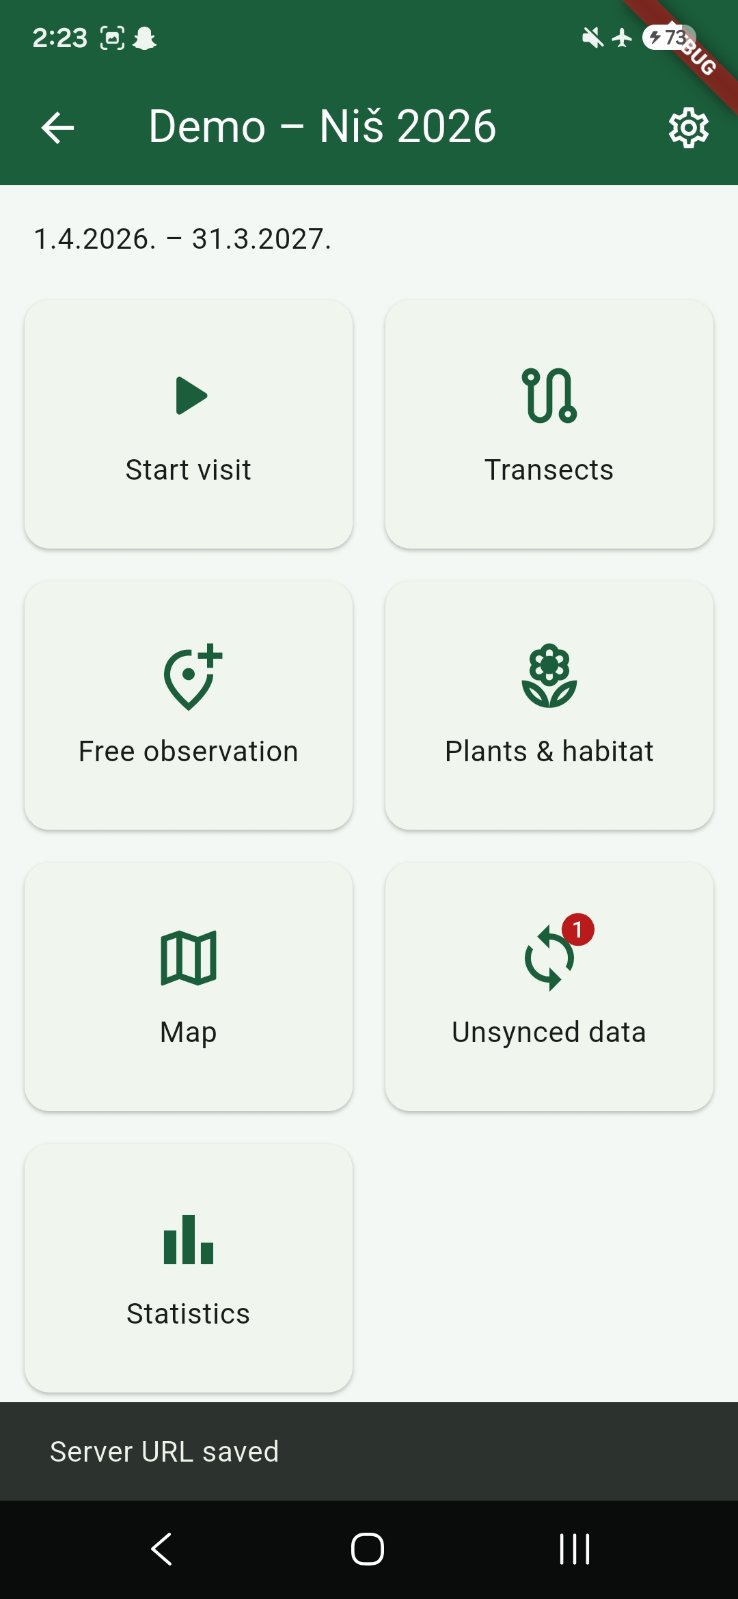 2:23
73
Demo – Niš 2026
1.4.2026. – 31.3.2027.
Start visit
Transects
Free observation
Plants & habitat
Map
1
Unsynced data
Statistics
Server URL saved